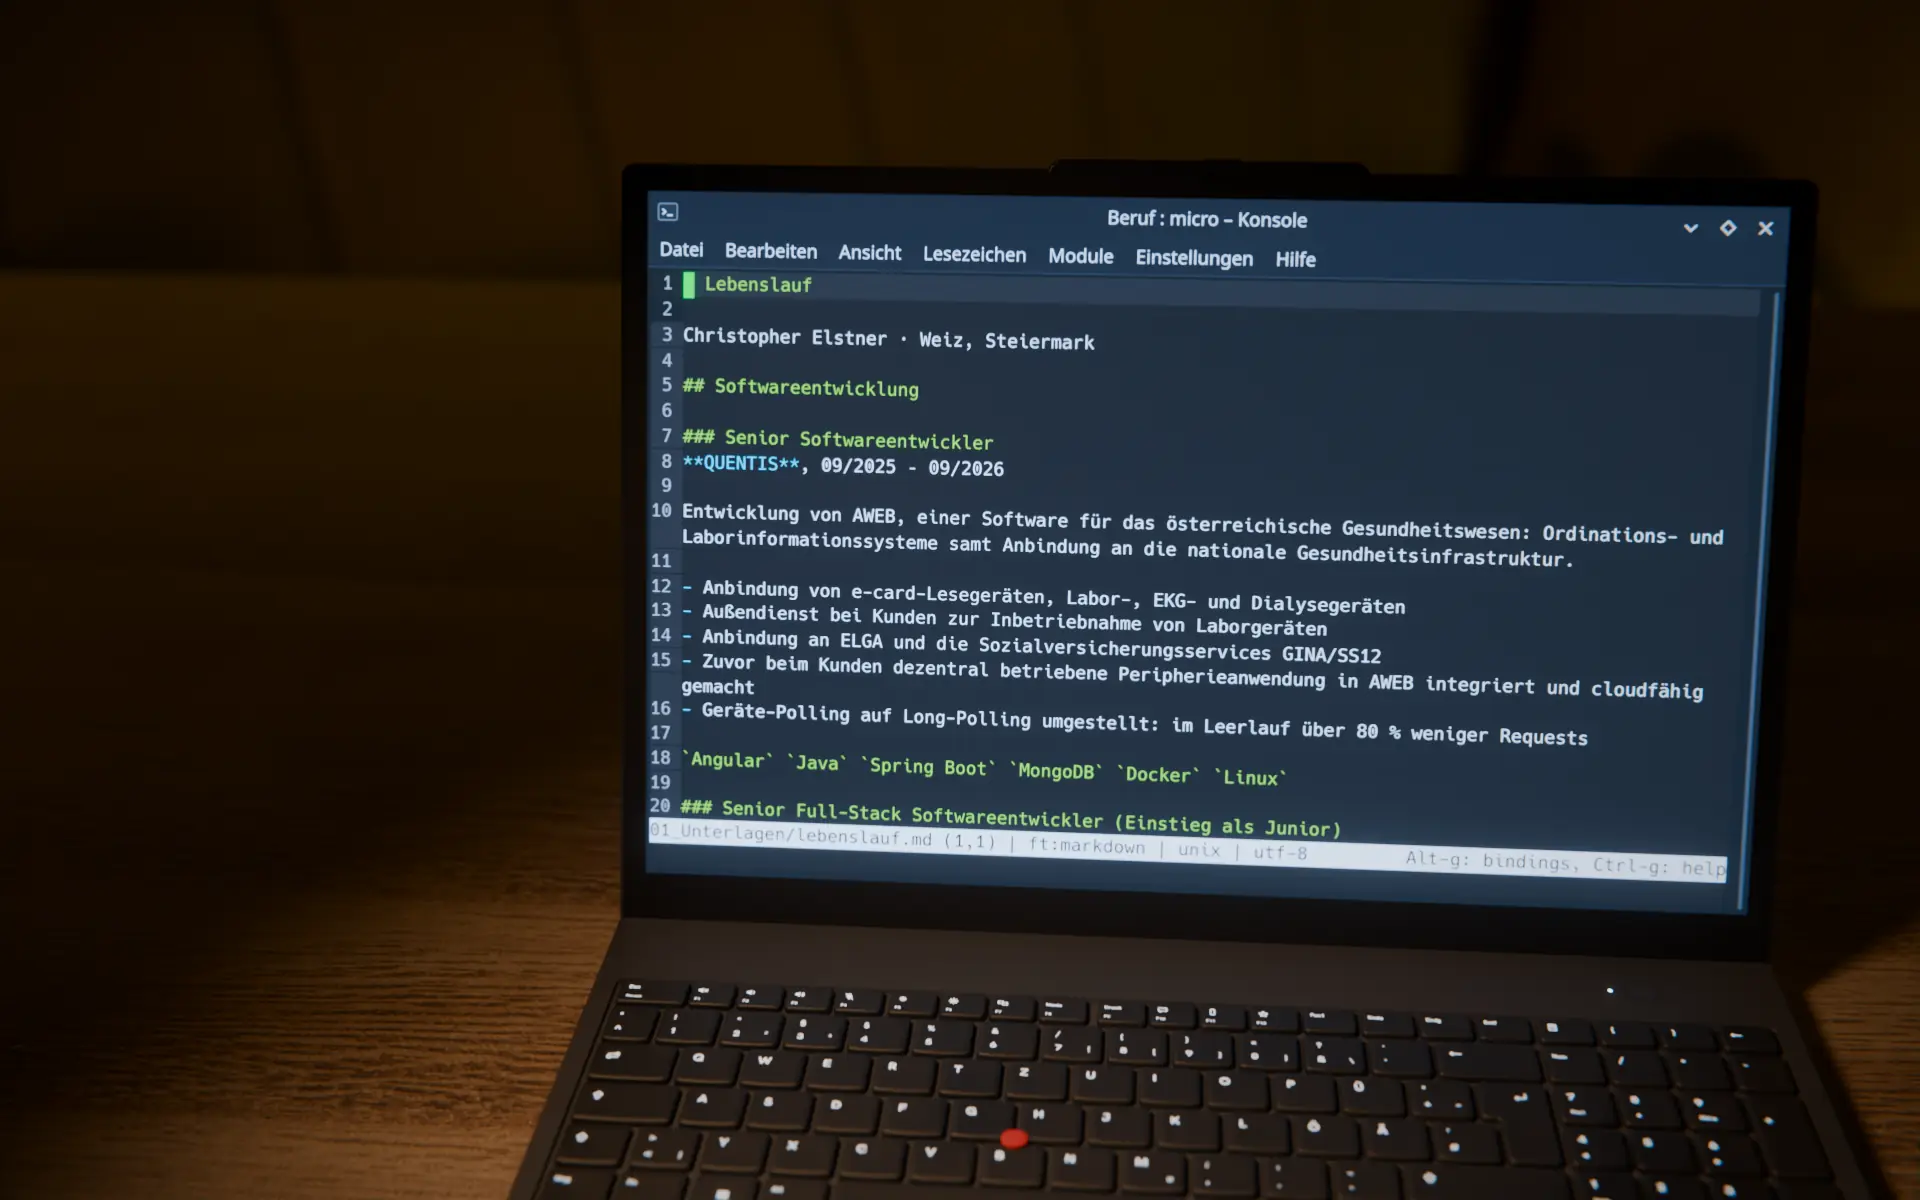 Beruf : micro – Konsole
Datei Bearbeiten Ansicht Lesezeichen Module Einstellungen Hilfe
1 Lebenslauf
2
3 Christopher Elstner · Weiz, Steiermark
4
5 ## Softwareentwicklung
6
7 ### Senior Softwareentwickler
8 **QUENTIS**, 09/2025 - 09/2026
9
10 Entwicklung von AWEB, einer Software für das österreichische Gesundheitswesen: Ordinations- und
Laborinformationssysteme samt Anbindung an die nationale Gesundheitsinfrastruktur.
11
12 - Anbindung von e-card-Lesegeräten, Labor-, EKG- und Dialysegeräten
13 - Außendienst bei Kunden zur Inbetriebnahme von Laborgeräten
14 - Anbindung an ELGA und die Sozialversicherungsservices GINA/SS12
15 - Zuvor beim Kunden dezentral betriebene Peripherieanwendung in AWEB integriert und cloudfähig
gemacht
16 - Geräte-Polling auf Long-Polling umgestellt: im Leerlauf über 80 % weniger Requests
17
18 `Angular` `Java` `Spring Boot` `MongoDB` `Docker` `Linux`
19
20 ### Senior Full-Stack Softwareentwickler (Einstieg als Junior)
01_Unterlagen/lebenslauf.md (1,1) | ft:markdown | unix | utf-8 Alt-g: bindings, Ctrl-g: help
Q W E R T Z U I O P Ü
A S D F G H J K L Ö Ä
Y X C V B N M